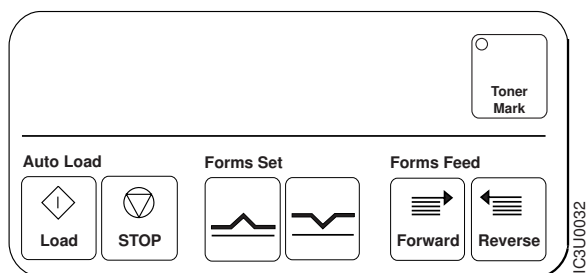 Toner
Mark
Auto Load
Forms Set
Forms Feed
Load
STOP
Forward
Reverse
C3U0032